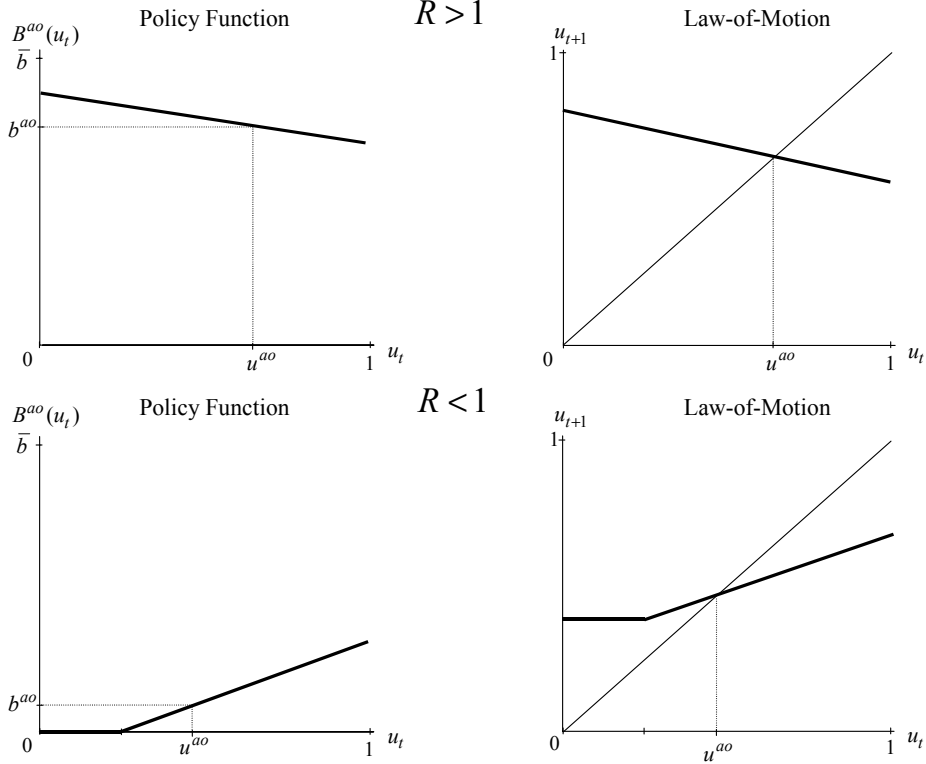 Policy Function
R > 1
Law-of-Motion
B^{ao}(u_t)
b̅
b^{ao}
0
u^{ao}
1
u_t
u_{t+1}
1
0
u^{ao}
1
u_t
Policy Function
R < 1
Law-of-Motion
B^{ao}(u_t)
b̅
b^{ao}
0
u^{ao}
1
u_t
u_{t+1}
1
0
u^{ao}
1
u_t